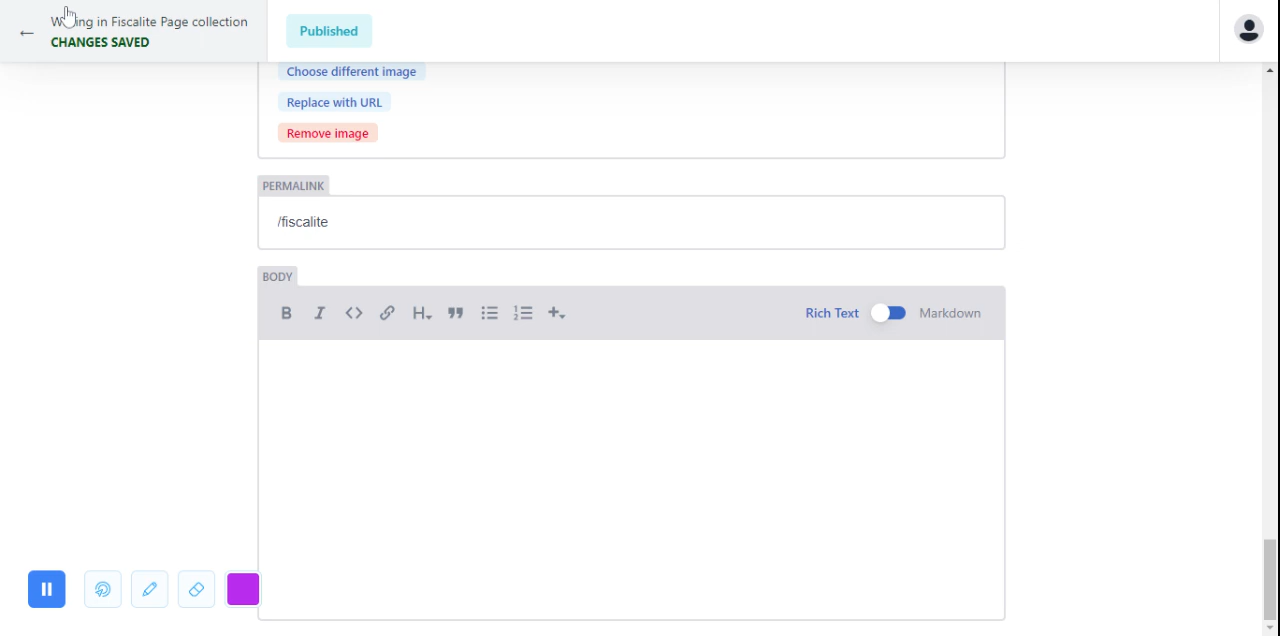 Writing in Fiscalite Page collection
CHANGES SAVED
Published
Choose different image
Replace with URL
Remove image
PERMALINK
/fiscalite
BODY
Rich Text
Markdown